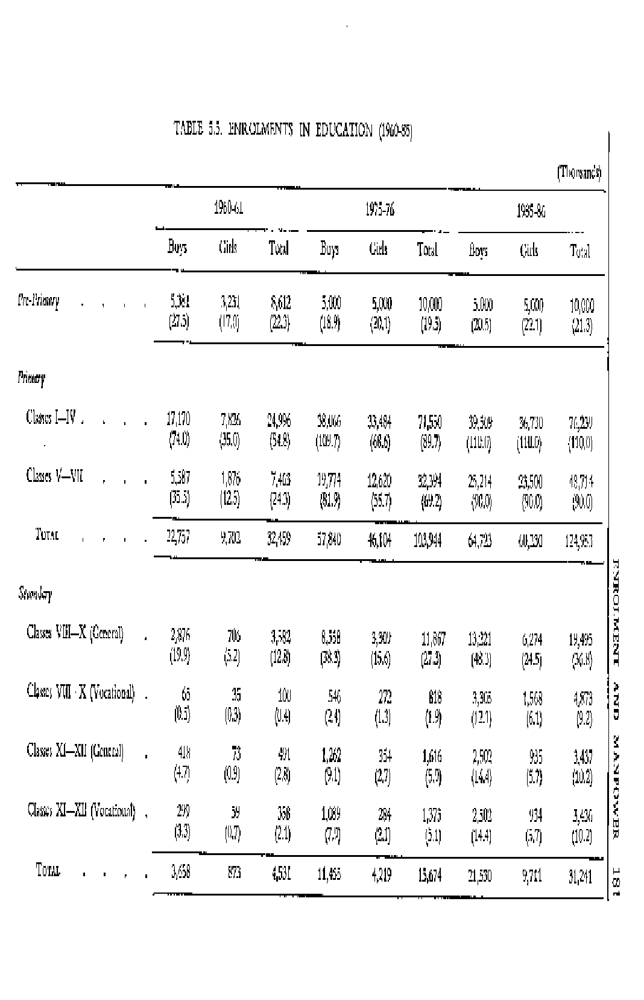 TABLE 5.5. ENROLMENTS IN EDUCATION (1960-85)
(Thousands)
1960-61 1975-76 1985-86
Boys Girls Total Boys Girls Total Boys Girls Total
Pre-Primary . . . . 5,381 3,231 8,612 5,000 5,000 10,000 5,000 5,000 10,000
(27.5) (17.0) (22.3) (18.9) (20.1) (19.5) (20.5) (22.1) (21.3)
Primary
Classes I—IV . . . . 17,170 7,826 24,996 38,066 33,484 71,550 39,509 36,730 76,239
(74.0) (35.0) (54.8) (109.7) (68.6) (89.7) (110.0) (110.0) (110.0)
Classes V—VII . . . 5,587 1,876 7,463 19,774 12,620 32,394 25,214 23,500 48,714
(35.5) (12.5) (24.3) (81.9) (55.7) (69.2) (90.0) (90.0) (90.0)
TOTAL . . . . 22,757 9,702 32,459 57,840 46,104 103,944 64,723 60,230 124,953
Secondary
Classes VIII—X (General) . 2,876 706 3,582 8,558 3,309 11,867 13,221 6,274 19,495
(19.9) (5.2) (12.8) (38.3) (15.6) (27.3) (48.3) (24.5) (36.8)
Classes VIII - X (Vocational) . 65 35 100 546 272 818 3,305 1,568 4,873
(0.5) (0.3) (0.4) (2.4) (1.3) (1.9) (12.1) (6.1) (9.2)
Classes XI—XII (General) . 418 73 491 1,262 354 1,616 2,502 935 3,437
(4.7) (0.9) (2.8) (9.1) (2.7) (5.9) (14.4) (5.7) (10.2)
Classes XI—XII (Vocational) . 299 59 358 1,089 284 1,373 2,502 934 3,436
(3.3) (0.7) (2.1) (7.9) (2.1) (5.1) (14.4) (5.7) (10.2)
TOTAL . . . . 3,658 873 4,531 11,455 4,219 15,674 21,530 9,711 31,241
ENROLMENT AND MANPOWER 181